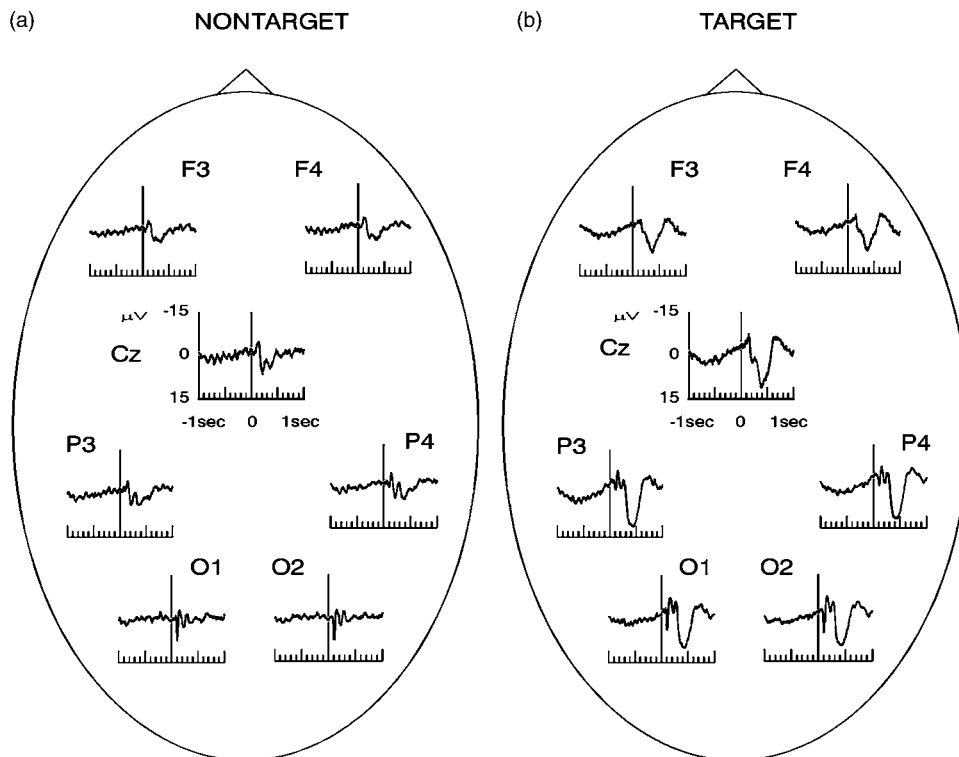 (a) NONTARGET
F3 F4
μV -15
Cz 0
15
-1sec 0 1sec
P3 P4
O1 O2
(b) TARGET
F3 F4
μV -15
Cz 0
15
-1sec 0 1sec
P3 P4
O1 O2